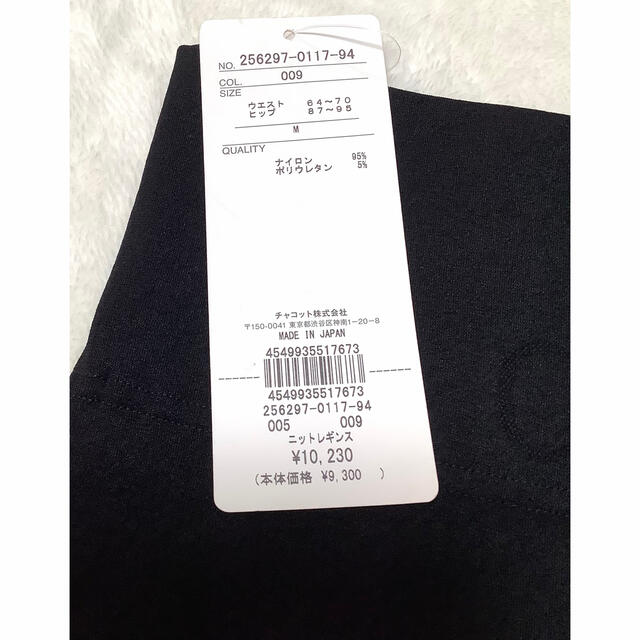 NO. 256297-0117-94
COL. 009
SIZE
ウエスト 64〜70
ヒップ 87〜95
M
QUALITY
ナイロン 95%
ポリウレタン 5%
チャコット株式会社
〒150-0041 東京都渋谷区神南1-20-8
MADE IN JAPAN
4549935517673
4549935517673
256297-0117-94
005 009
ニットレギンス
¥10,230
(本体価格 ¥9,300 )